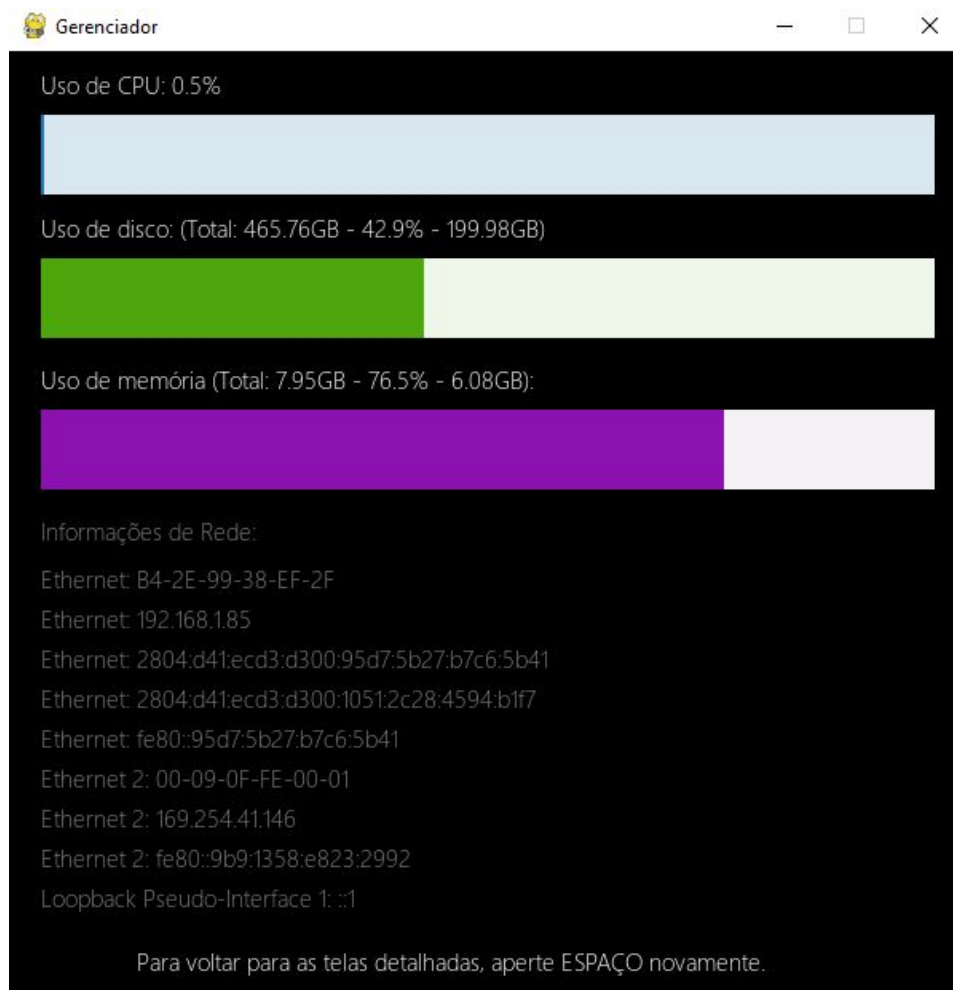 Gerenciador
Uso de CPU: 0.5%
Uso de disco: (Total: 465.76GB - 42.9% - 199.98GB)
Uso de memória (Total: 7.95GB - 76.5% - 6.08GB):
Informações de Rede:
Ethernet: B4-2E-99-38-EF-2F
Ethernet: 192.168.1.85
Ethernet: 2804:d41:ecd3:d300:95d7:5b27:b7c6:5b41
Ethernet: 2804:d41:ecd3:d300:1051:2c28:4594:b1f7
Ethernet: fe80::95d7:5b27:b7c6:5b41
Ethernet 2: 00-09-0F-FE-00-01
Ethernet 2: 169.254.41.146
Ethernet 2: fe80::9b9:1358:e823:2992
Loopback Pseudo-Interface 1: ::1
Para voltar para as telas detalhadas, aperte ESPAÇO novamente.